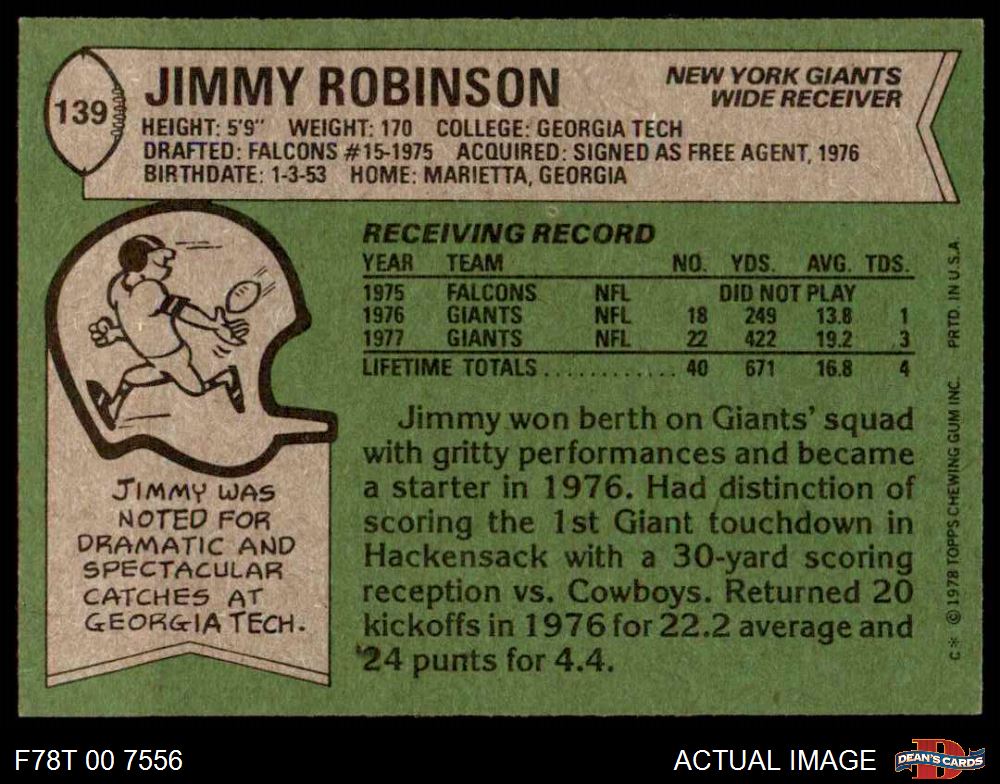 139
JIMMY ROBINSON
NEW YORK GIANTS
WIDE RECEIVER
HEIGHT: 5'9" WEIGHT: 170 COLLEGE: GEORGIA TECH
DRAFTED: FALCONS #15-1975 ACQUIRED: SIGNED AS FREE AGENT, 1976
BIRTHDATE: 1-3-53 HOME: MARIETTA, GEORGIA
RECEIVING RECORD
YEAR TEAM NO. YDS. AVG. TDS.
1975 FALCONS NFL DID NOT PLAY
1976 GIANTS NFL 18 249 13.8 1
1977 GIANTS NFL 22 422 19.2 3
LIFETIME TOTALS ............ 40 671 16.8 4
Jimmy won berth on Giants' squad
with gritty performances and became
a starter in 1976. Had distinction of
scoring the 1st Giant touchdown in
Hackensack with a 30-yard scoring
reception vs. Cowboys. Returned 20
kickoffs in 1976 for 22.2 average and
24 punts for 4.4.
JIMMY WAS
NOTED FOR
DRAMATIC AND
SPECTACULAR
CATCHES AT
GEORGIA TECH.
C* © 1978 TOPPS CHEWING GUM INC. PRTD. IN U.S.A.
F78T 00 7556
ACTUAL IMAGE
DEAN'S CARDS